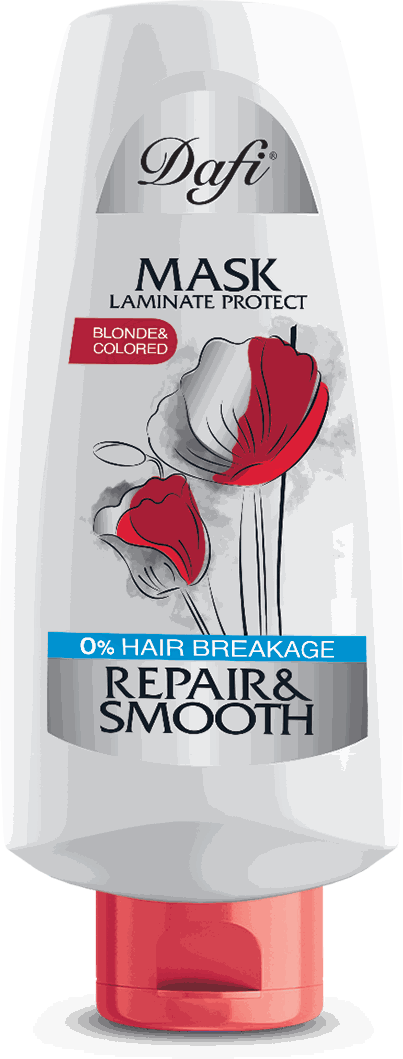 Dafi®
MASK
LAMINATE PROTECT
BLONDE&
COLORED
0% HAIR BREAKAGE
REPAIR&
SMOOTH